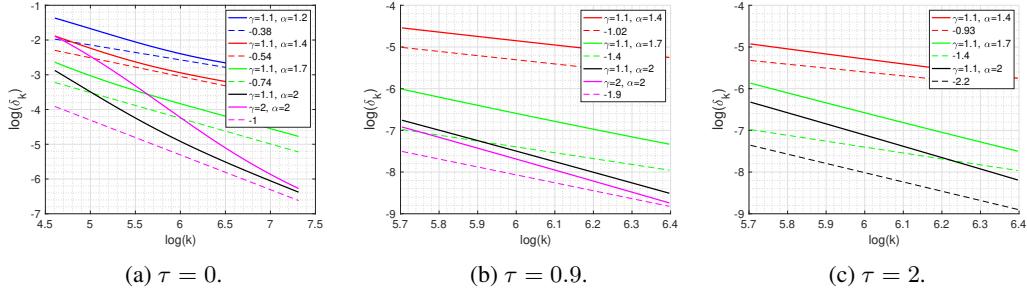 -1
-2
-3
-4
-5
-6
-7
log(δk)
4.5 5 5.5 6 6.5 7 7.5
log(k)
γ=1.1, α=1.2
-0.38
γ=1.1, α=1.4
-0.54
γ=1.1, α=1.7
-0.74
γ=1.1, α=2
γ=2, α=2
-1
(a) τ = 0.
-4
-5
-6
-7
-8
-9
log(δk)
5.7 5.8 5.9 6 6.1 6.2 6.3 6.4
log(k)
γ=1.1, α=1.4
-1.02
γ=1.1, α=1.7
-1.4
γ=1.1, α=2
γ=2, α=2
-1.9
(b) τ = 0.9.
-4
-5
-6
-7
-8
-9
log(δk)
5.7 5.8 5.9 6 6.1 6.2 6.3 6.4
log(k)
γ=1.1, α=1.4
-0.93
γ=1.1, α=1.7
-1.4
γ=1.1, α=2
-2.2
(c) τ = 2.